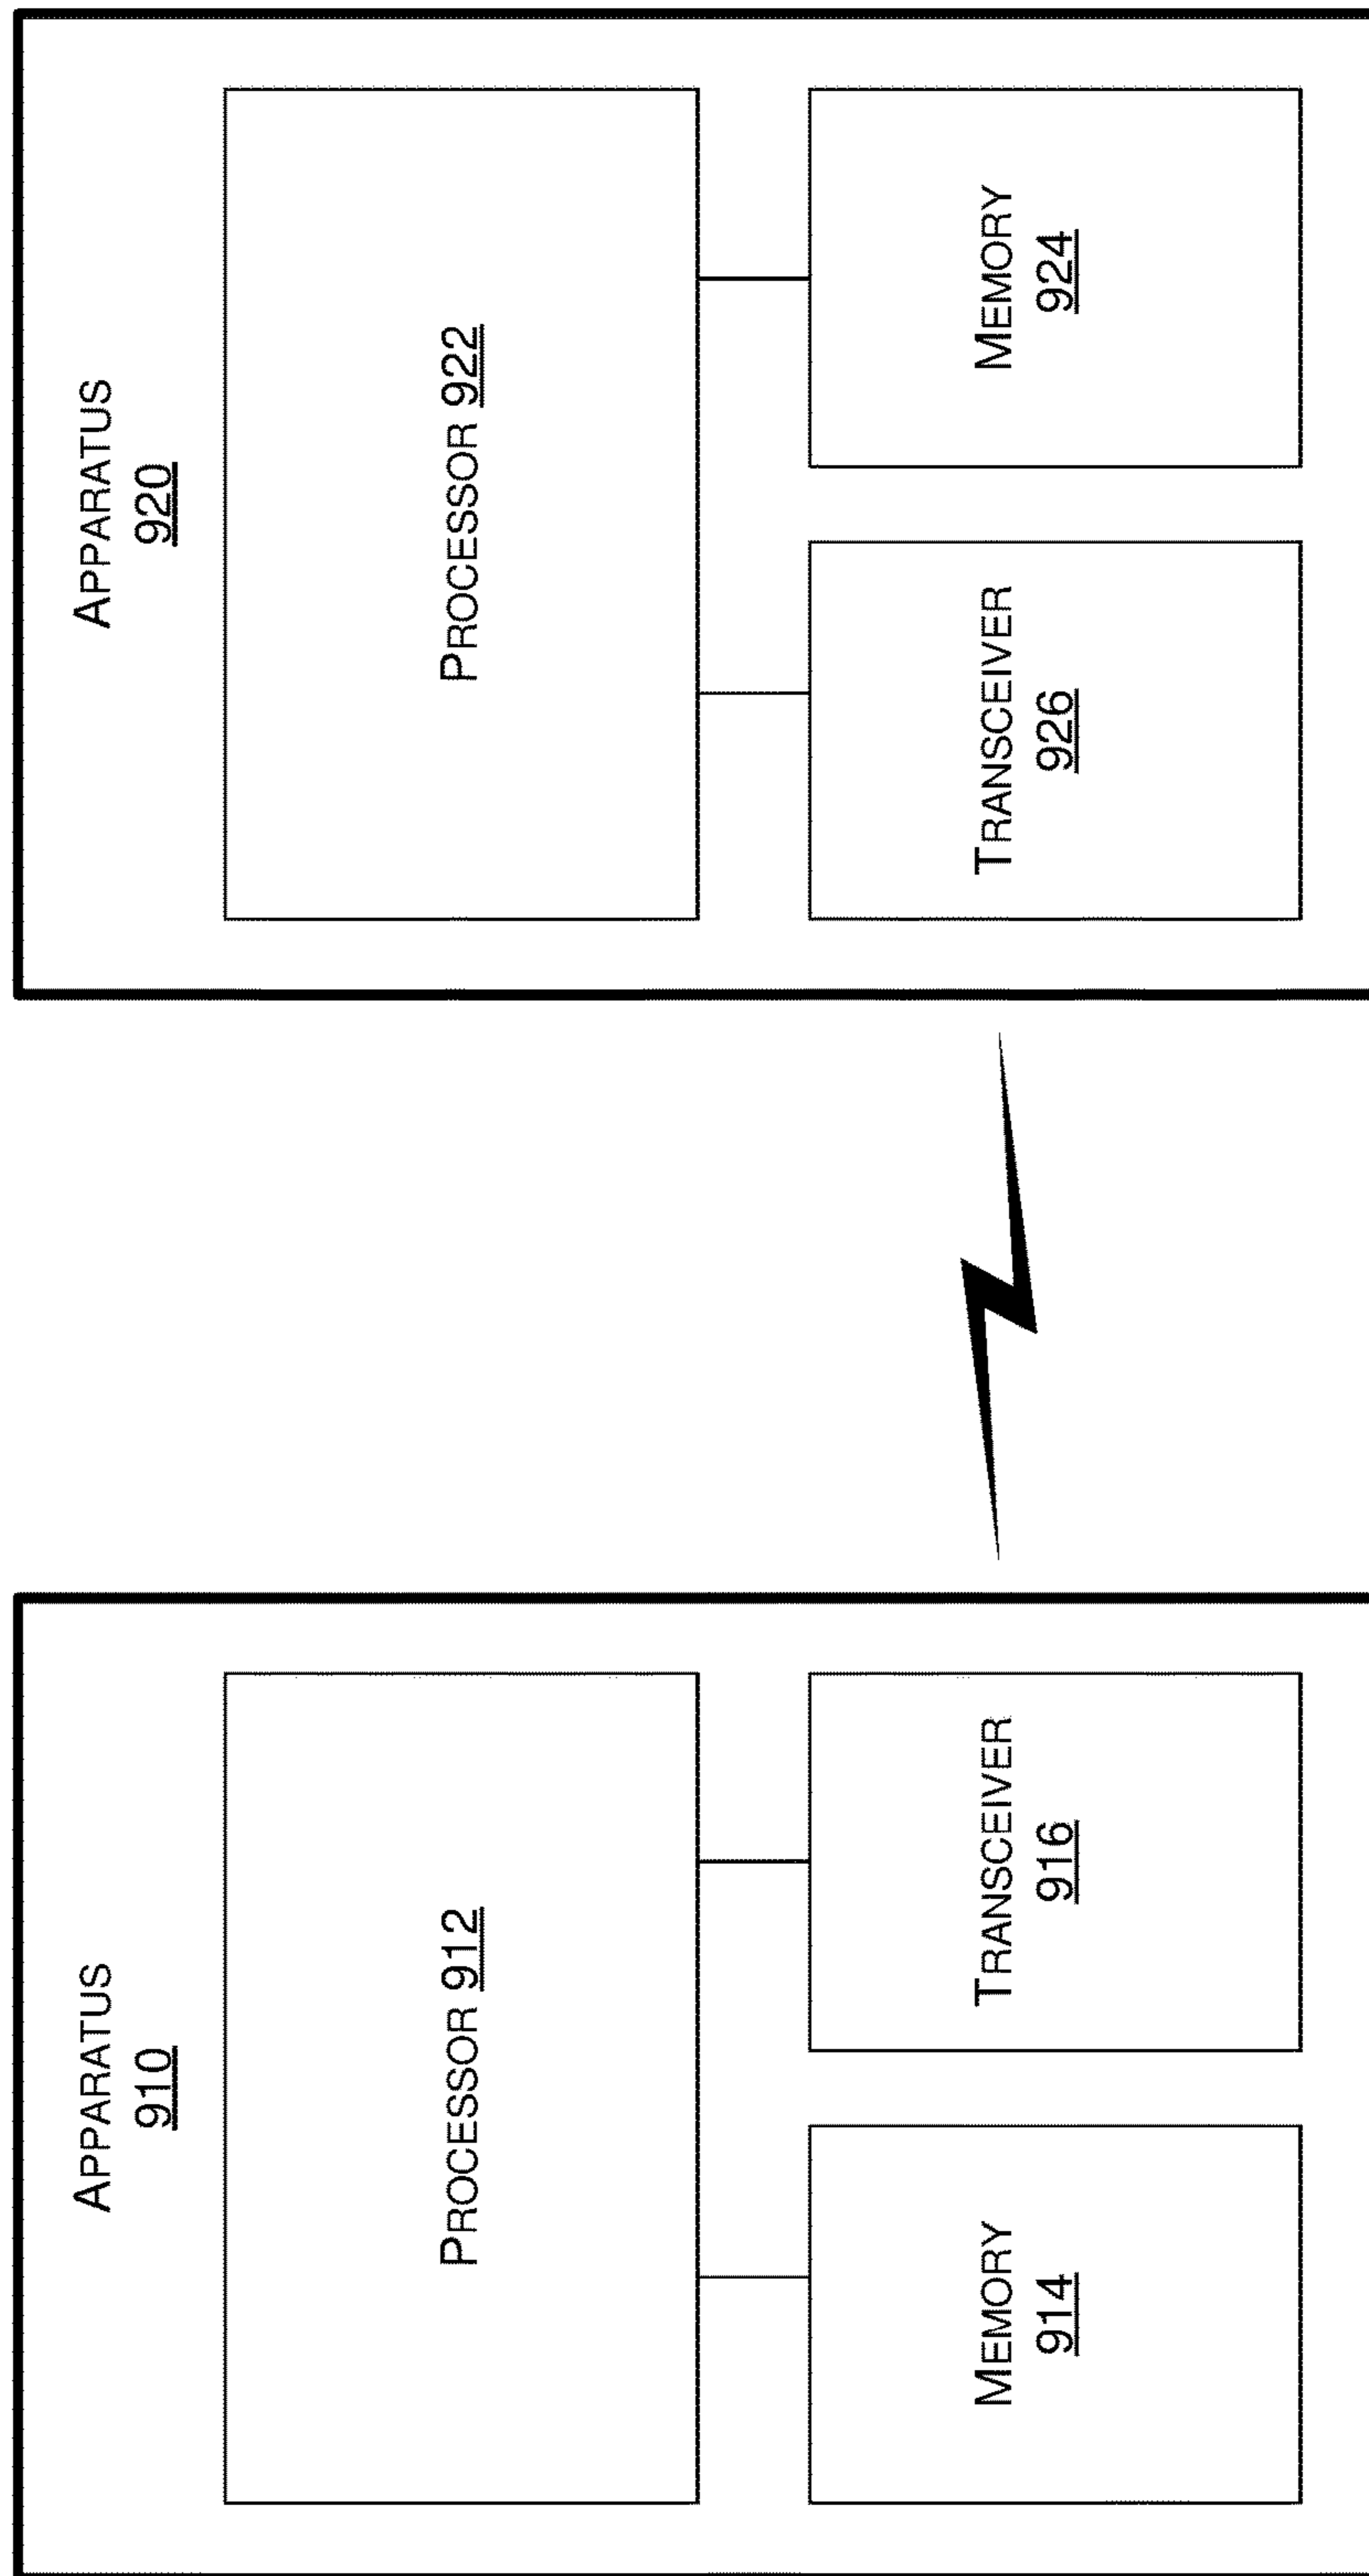 APPARATUS
910
PROCESSOR 912
MEMORY
914
TRANSCEIVER
916
APPARATUS
920
PROCESSOR 922
TRANSCEIVER
926
MEMORY
924